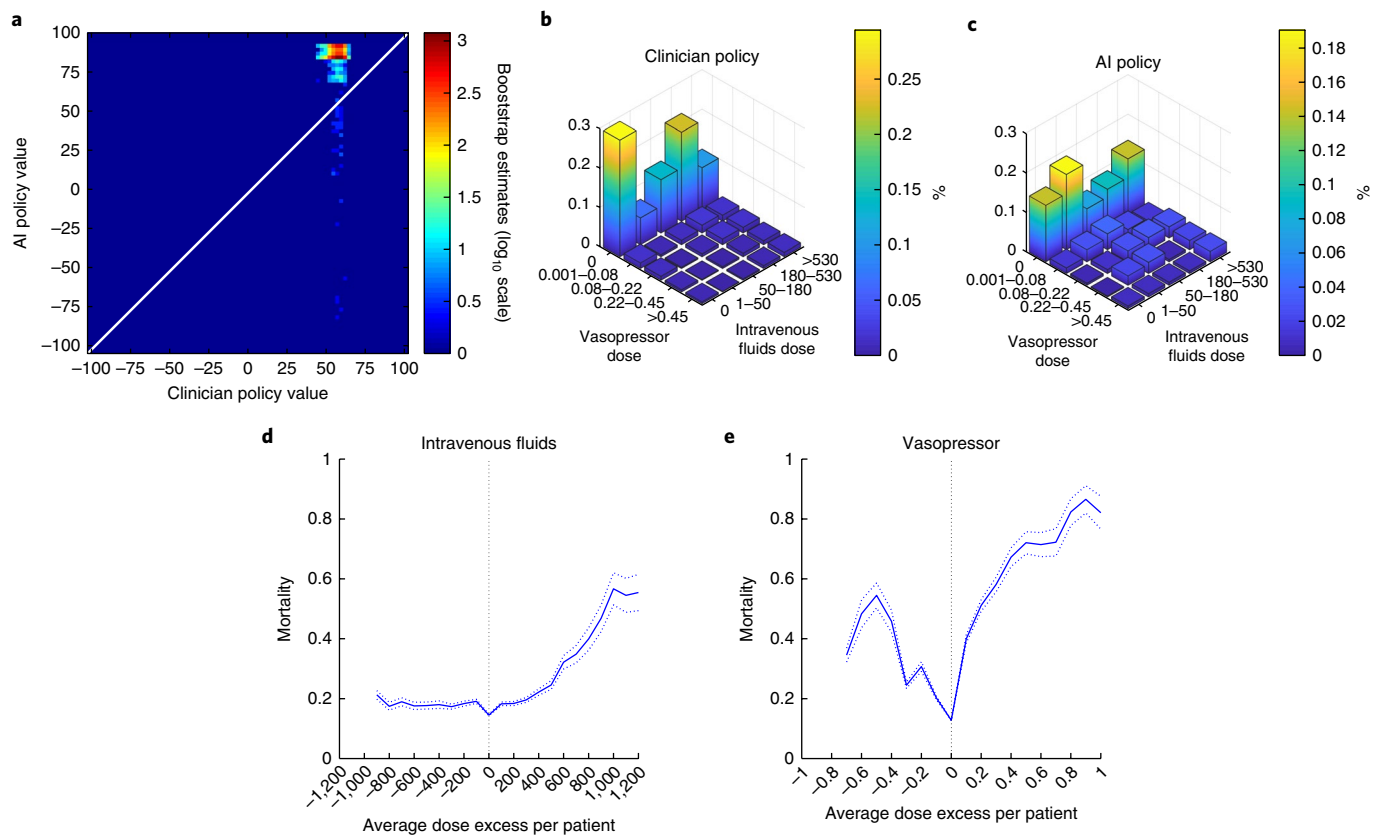 a
100
75
50
25
0
−25
−50
−75
−100
AI policy value
−100 −75 −50 −25 0 25 50 75 100
Clinician policy value
3
2.5
2
1.5
1
0.5
0
Booststrap estimates (log10 scale)
b
Clinician policy
0.3
0.2
0.1
0
0
0.001–0.08
0.08–0.22
0.22–0.45
>0.45
Vasopressor
dose
0
1–50
50–180
180–530
>530
Intravenous
fluids dose
0.25
0.2
0.15
0.1
0.05
0
%
c
AI policy
0.3
0.2
0.1
0
0
0.001–0.08
0.08–0.22
0.22–0.45
>0.45
Vasopressor
dose
0
1–50
50–180
180–530
>530
Intravenous
fluids dose
0.18
0.16
0.14
0.12
0.1
0.08
0.06
0.04
0.02
0
%
d
Intravenous fluids
1
0.8
0.6
0.4
0.2
0
Mortality
−1,200 −1,000 −800 −600 −400 −200 0 200 400 600 800 1,000 1,200
Average dose excess per patient
e
Vasopressor
1
0.8
0.6
0.4
0.2
0
Mortality
−1 −0.8 −0.6 −0.4 −0.2 0 0.2 0.4 0.6 0.8 1
Average dose excess per patient